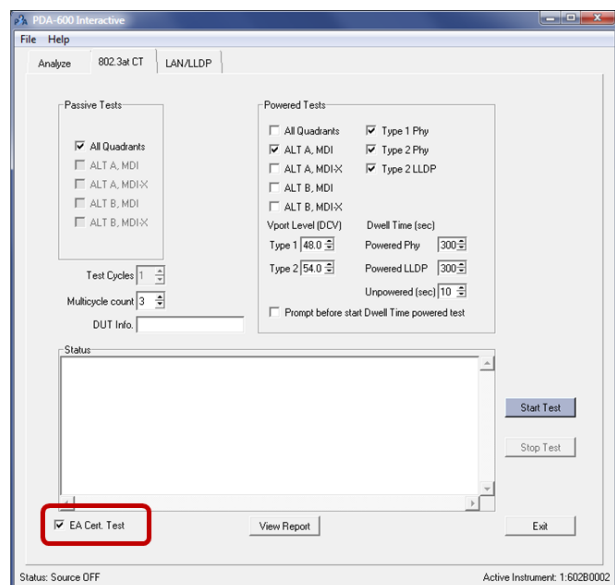 PDA-600 Interactive
File Help
Analyze 802.3at CT LAN/LLDP
Passive Tests
All Quadrants
ALT A, MDI
ALT A, MDI-X
ALT B, MDI
ALT B, MDI-X
Test Cycles 1
Multicycle count 3
DUT Info.
Powered Tests
All Quadrants Type 1 Phy
ALT A, MDI Type 2 Phy
ALT A, MDI-X Type 2 LLDP
ALT B, MDI
ALT B, MDI-X
Vport Level (DCV) Dwell Time (sec)
Type 1 48.0 Powered Phy 300
Type 2 54.0 Powered LLDP 300
Unpowered (sec) 10
Prompt before start Dwell Time powered test
Status
Start Test
Stop Test
EA Cert. Test View Report Exit
Status: Source OFF Active Instrument: 1:602B0002